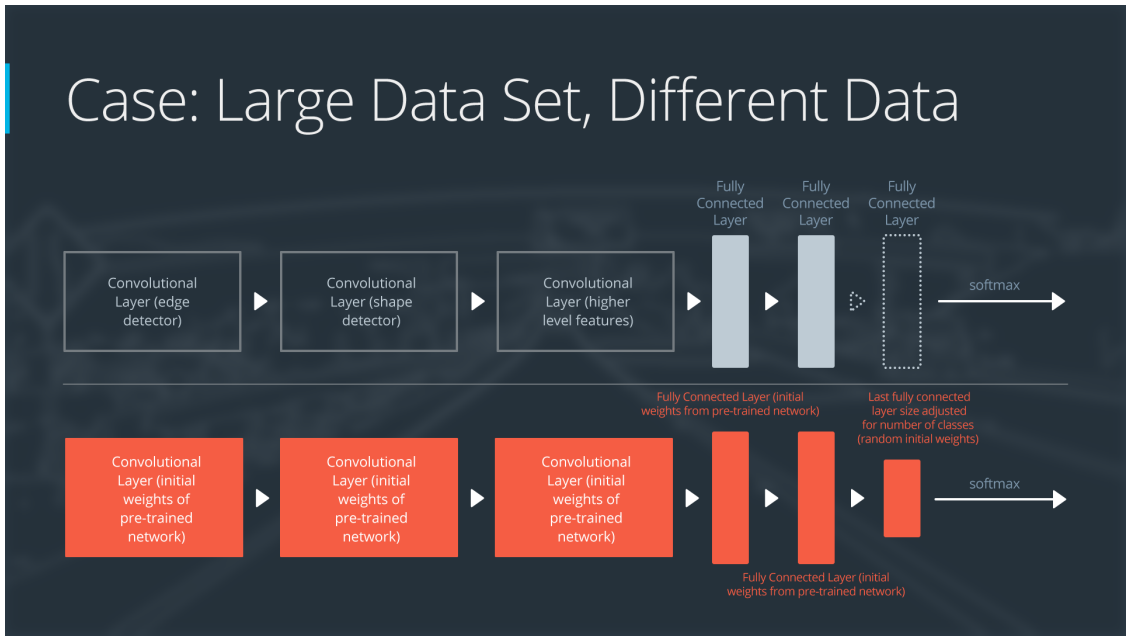 Case: Large Data Set, Different Data
Fully
Connected
Layer
Fully
Connected
Layer
Fully
Connected
Layer
Convolutional
Layer (edge
detector)
Convolutional
Layer (shape
detector)
Convolutional
Layer (higher
level features)
softmax
Fully Connected Layer (initial
weights from pre-trained network)
Last fully connected
layer size adjusted
for number of classes
(random initial weights)
Convolutional
Layer (initial
weights of
pre-trained
network)
Convolutional
Layer (initial
weights of
pre-trained
network)
Convolutional
Layer (initial
weights of
pre-trained
network)
softmax
Fully Connected Layer (initial
weights from pre-trained network)